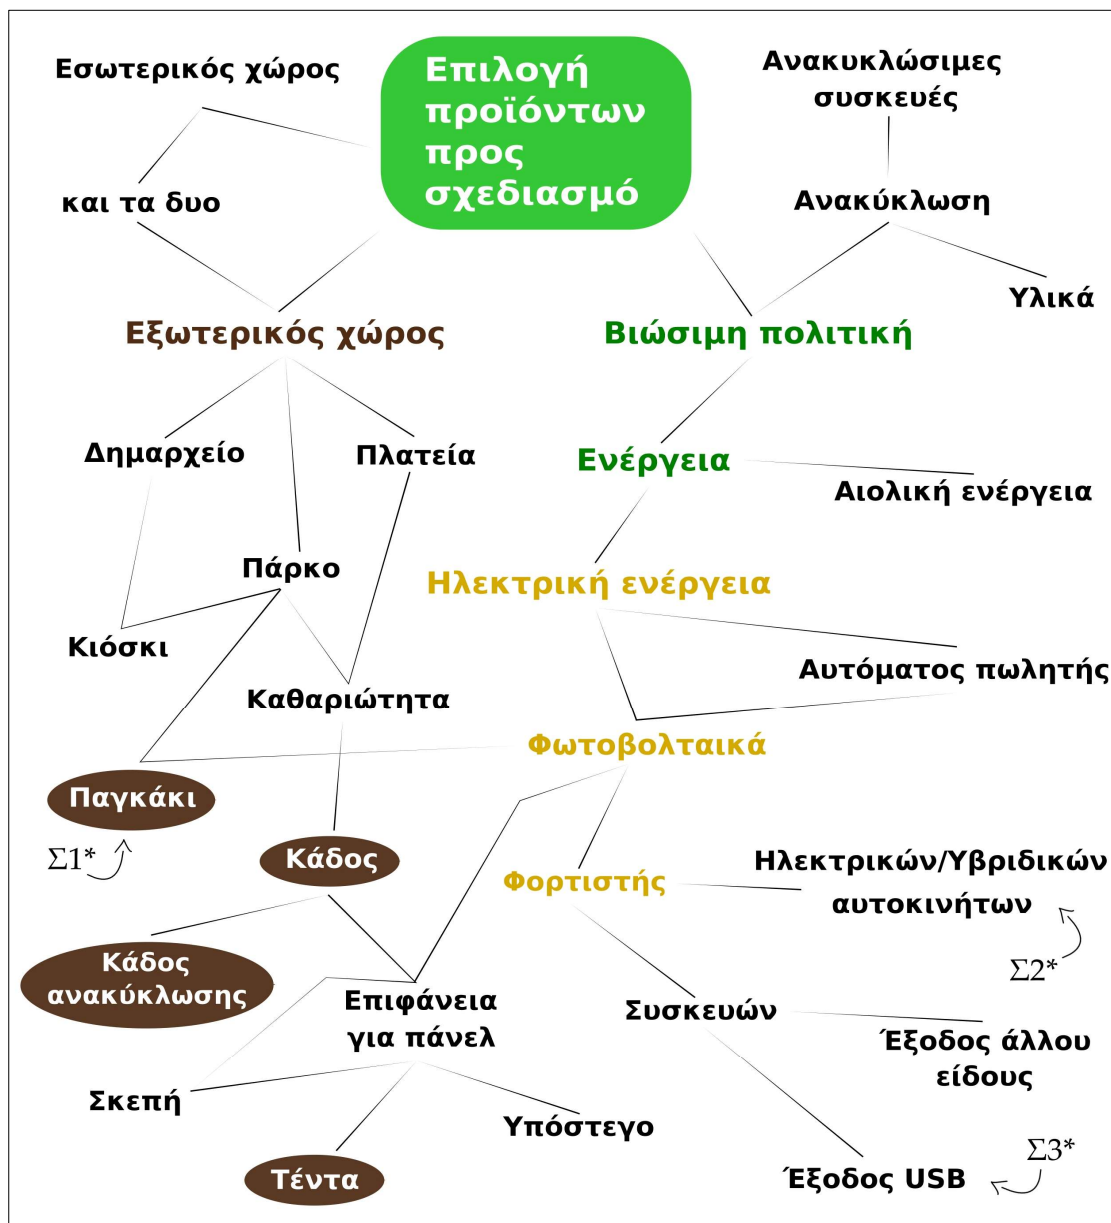 Εσωτερικός χώρος
Επιλογή
προϊόντων
προς
σχεδιασμό
Ανακυκλώσιμες
συσκευές
και τα δυο
Ανακύκλωση
Υλικά
Εξωτερικός χώρος
Βιώσιμη πολιτική
Δημαρχείο
Πλατεία
Ενέργεια
Αιολική ενέργεια
Πάρκο
Ηλεκτρική ενέργεια
Κιόσκι
Αυτόματος πωλητής
Καθαριώτητα
Φωτοβολταικά
Παγκάκι
Σ1*
Κάδος
Φορτιστής
Ηλεκτρικών/Υβριδικών
αυτοκινήτων
Σ2*
Κάδος
ανακύκλωσης
Επιφάνεια
για πάνελ
Συσκευών
Έξοδος άλλου
είδους
Σκεπή
Υπόστεγο
Τέντα
Έξοδος USB
Σ3*